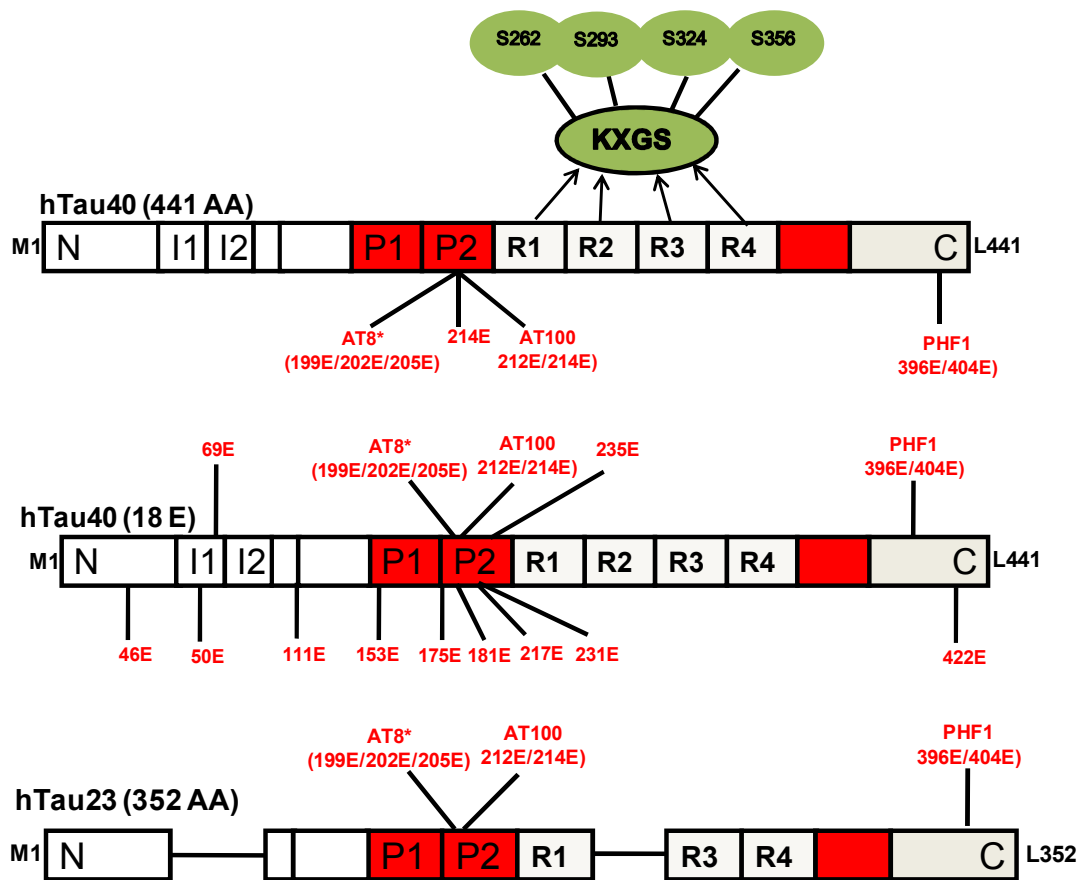 S262 S293 S324 S356
KXGS
hTau40 (441 AA)
M1 N I1 I2 P1 P2 R1 R2 R3 R4 C L441
AT8* 214E AT100 PHF1
(199E/202E/205E) 212E/214E) 396E/404E)
69E AT8* AT100 235E PHF1
(199E/202E/205E) 212E/214E) 396E/404E)
hTau40 (18 E)
M1 N I1 I2 P1 P2 R1 R2 R3 R4 C L441
46E 50E 111E 153E 175E 181E 217E 231E 422E
AT8* AT100 PHF1
(199E/202E/205E) 212E/214E) 396E/404E)
hTau23 (352 AA)
M1 N P1 P2 R1 R3 R4 C L352